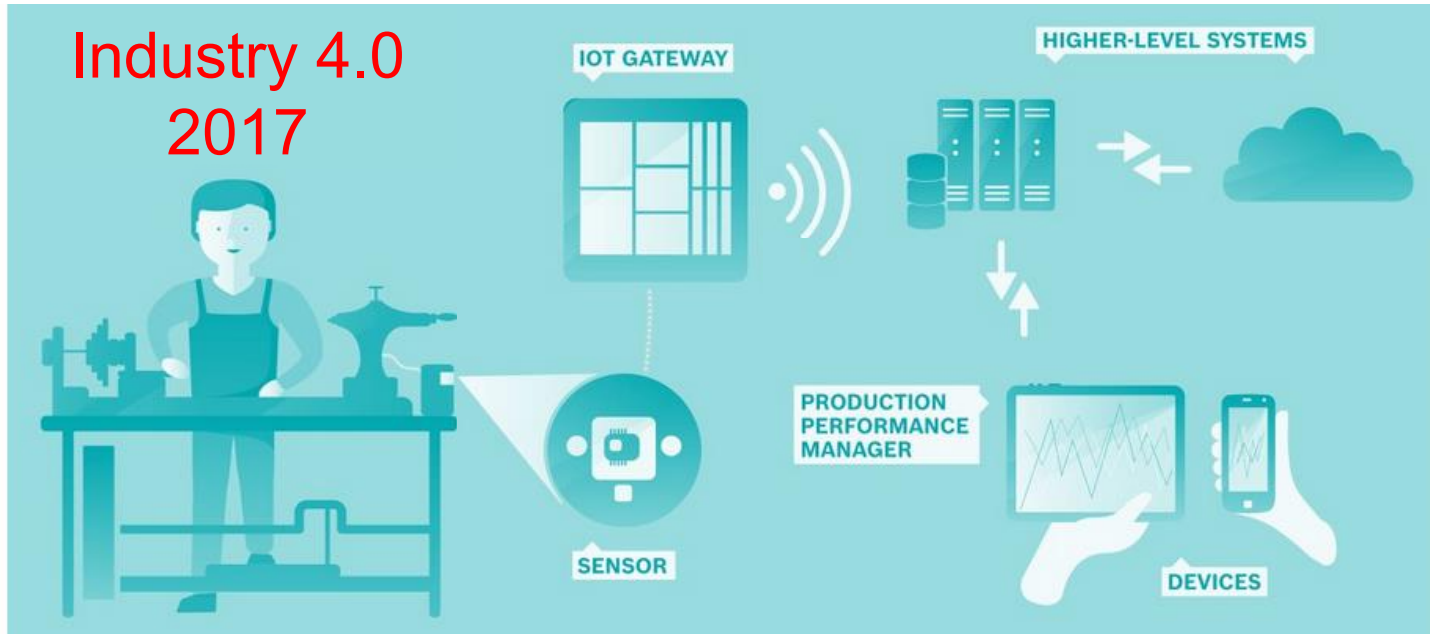 Industry 4.0
2017
IOT GATEWAY
HIGHER-LEVEL SYSTEMS
PRODUCTION
PERFORMANCE
MANAGER
SENSOR
DEVICES